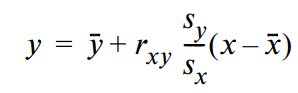 y = ȳ + r_xy (s_y / s_x)(x – x̄)